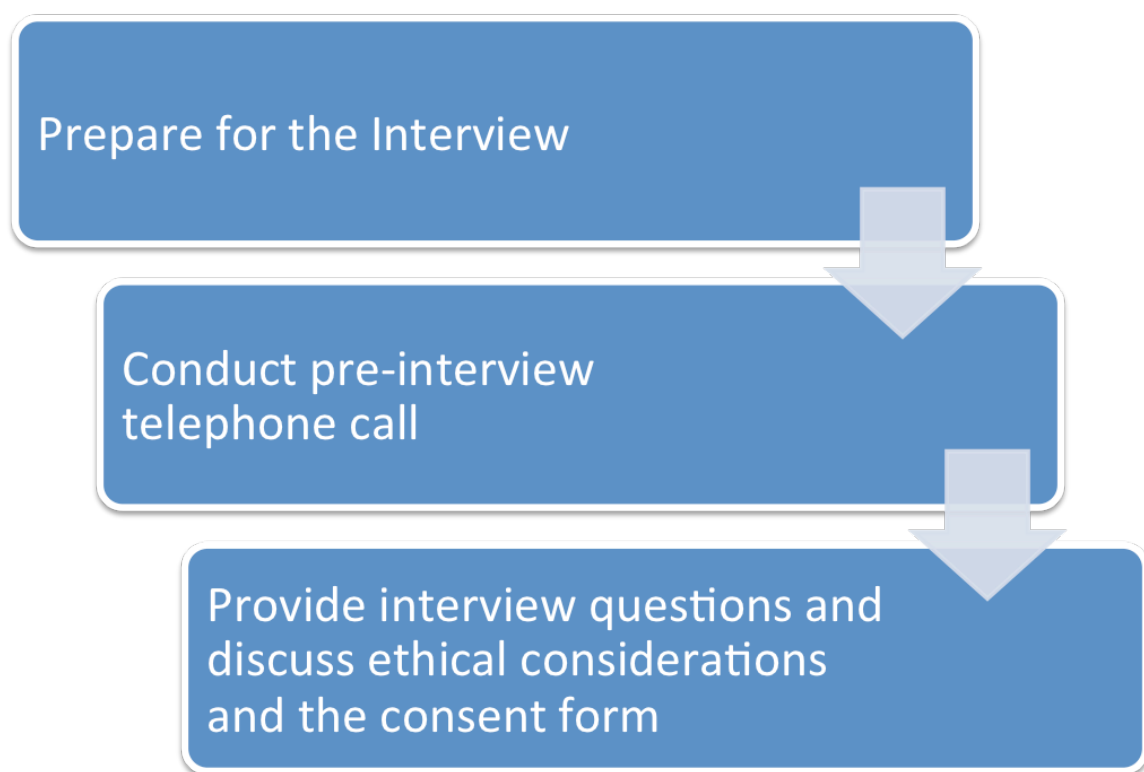 Prepare for the Interview
Conduct pre-interview
telephone call
Provide interview questions and
discuss ethical considerations
and the consent form